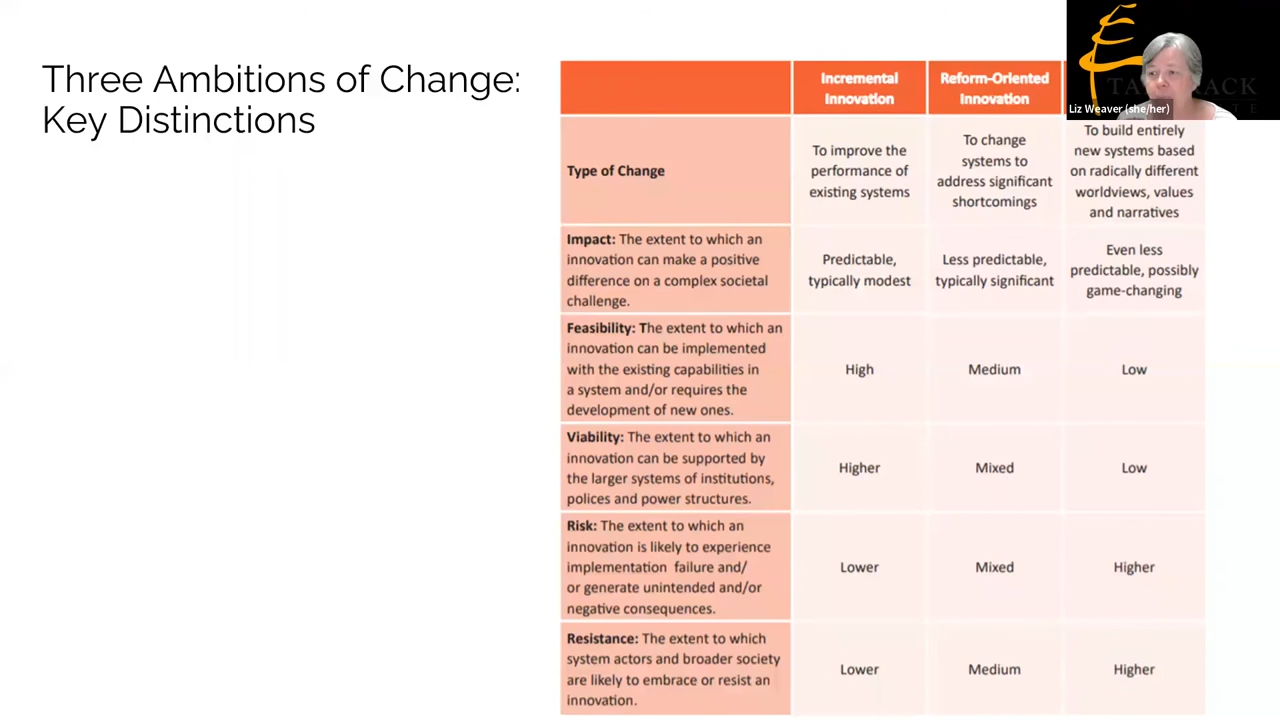 Three Ambitions of Change:
Key Distinctions
Incremental
Innovation
Reform-Oriented
Innovation
Liz Weaver (she/her)
Type of Change
To improve the
performance of
existing systems
To change
systems to
address significant
shortcomings
To build entirely
new systems based
on radically different
worldviews, values
and narratives
Impact: The extent to which an
innovation can make a positive
difference on a complex societal
challenge.
Predictable,
typically modest
Less predictable,
typically significant
Even less
predictable, possibly
game-changing
Feasibility: The extent to which an
innovation can be implemented
with the existing capabilities in
a system and/or requires the
development of new ones.
High
Medium
Low
Viability: The extent to which an
innovation can be supported by
the larger systems of institutions,
polices and power structures.
Higher
Mixed
Low
Risk: The extent to which an
innovation is likely to experience
implementation failure and/
or generate unintended and/or
negative consequences.
Lower
Mixed
Higher
Resistance: The extent to which
system actors and broader society
are likely to embrace or resist an
innovation.
Lower
Medium
Higher